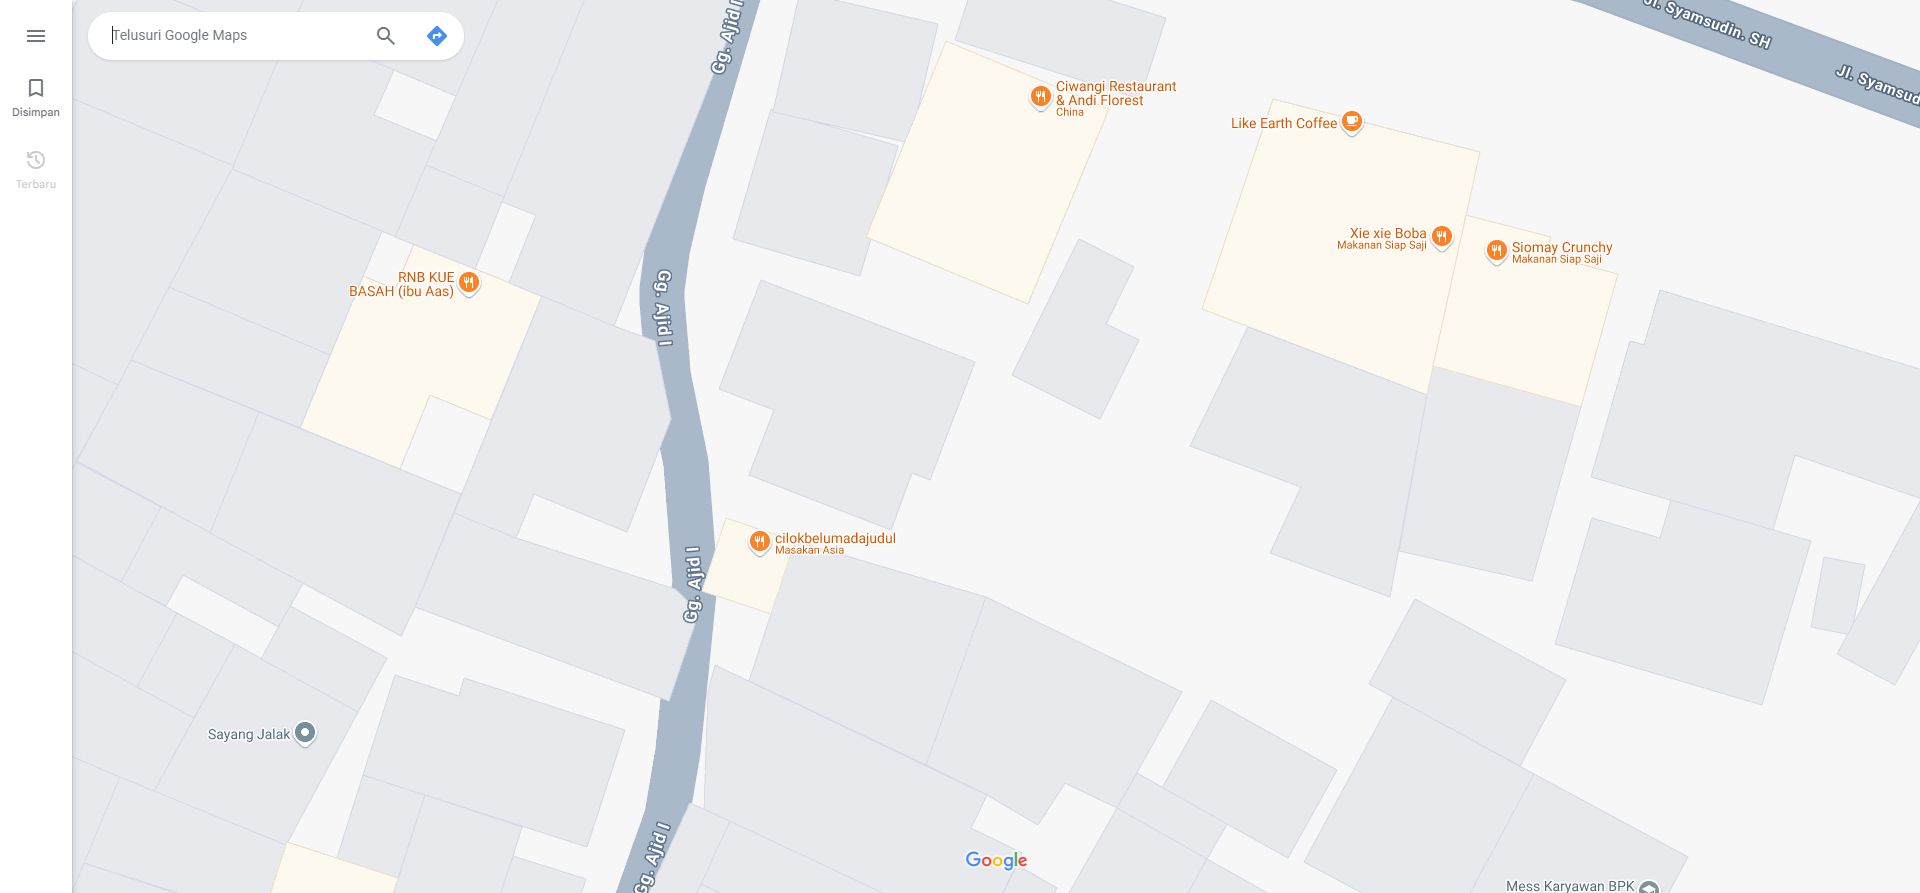 Telusuri Google Maps
Disimpan
Terbaru
Gg. Ajid I
Jl. Syamsudin. SH
Jl. Syamsud
Ciwangi Restaurant
& Andi Florest
China
Like Earth Coffee
Xie xie Boba
Makanan Siap Saji
Siomay Crunchy
Makanan Siap Saji
RNB KUE
BASAH (ibu Aas)
Gg. Ajid I
cilokbelumadajudul
Masakan Asia
Gg. Ajid I
Sayang Jalak
Gg. Ajid I
Google
Mess Karyawan BPK